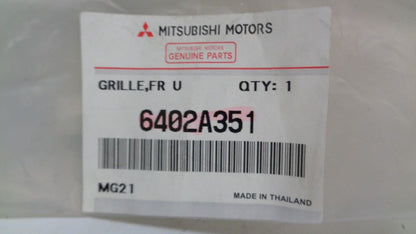 MITSUBISHI MOTORS
MITSUBISHI MOTORS
GENUINE PARTS
GRILLE,FR U QTY: 1
6402A351
MG21
MADE IN THAILAND